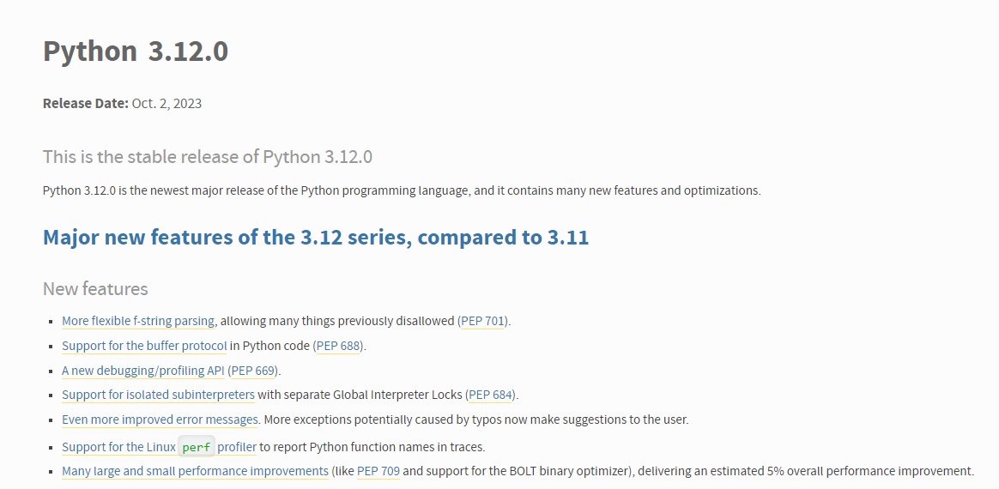 Python 3.12.0
Release Date: Oct. 2, 2023
This is the stable release of Python 3.12.0
Python 3.12.0 is the newest major release of the Python programming language, and it contains many new features and optimizations.
Major new features of the 3.12 series, compared to 3.11
New features
More flexible f-string parsing, allowing many things previously disallowed (PEP 701).
Support for the buffer protocol in Python code (PEP 688).
A new debugging/profiling API (PEP 669).
Support for isolated subinterpreters with separate Global Interpreter Locks (PEP 684).
Even more improved error messages. More exceptions potentially caused by typos now make suggestions to the user.
Support for the Linux perf profiler to report Python function names in traces.
Many large and small performance improvements (like PEP 709 and support for the BOLT binary optimizer), delivering an estimated 5% overall performance improvement.